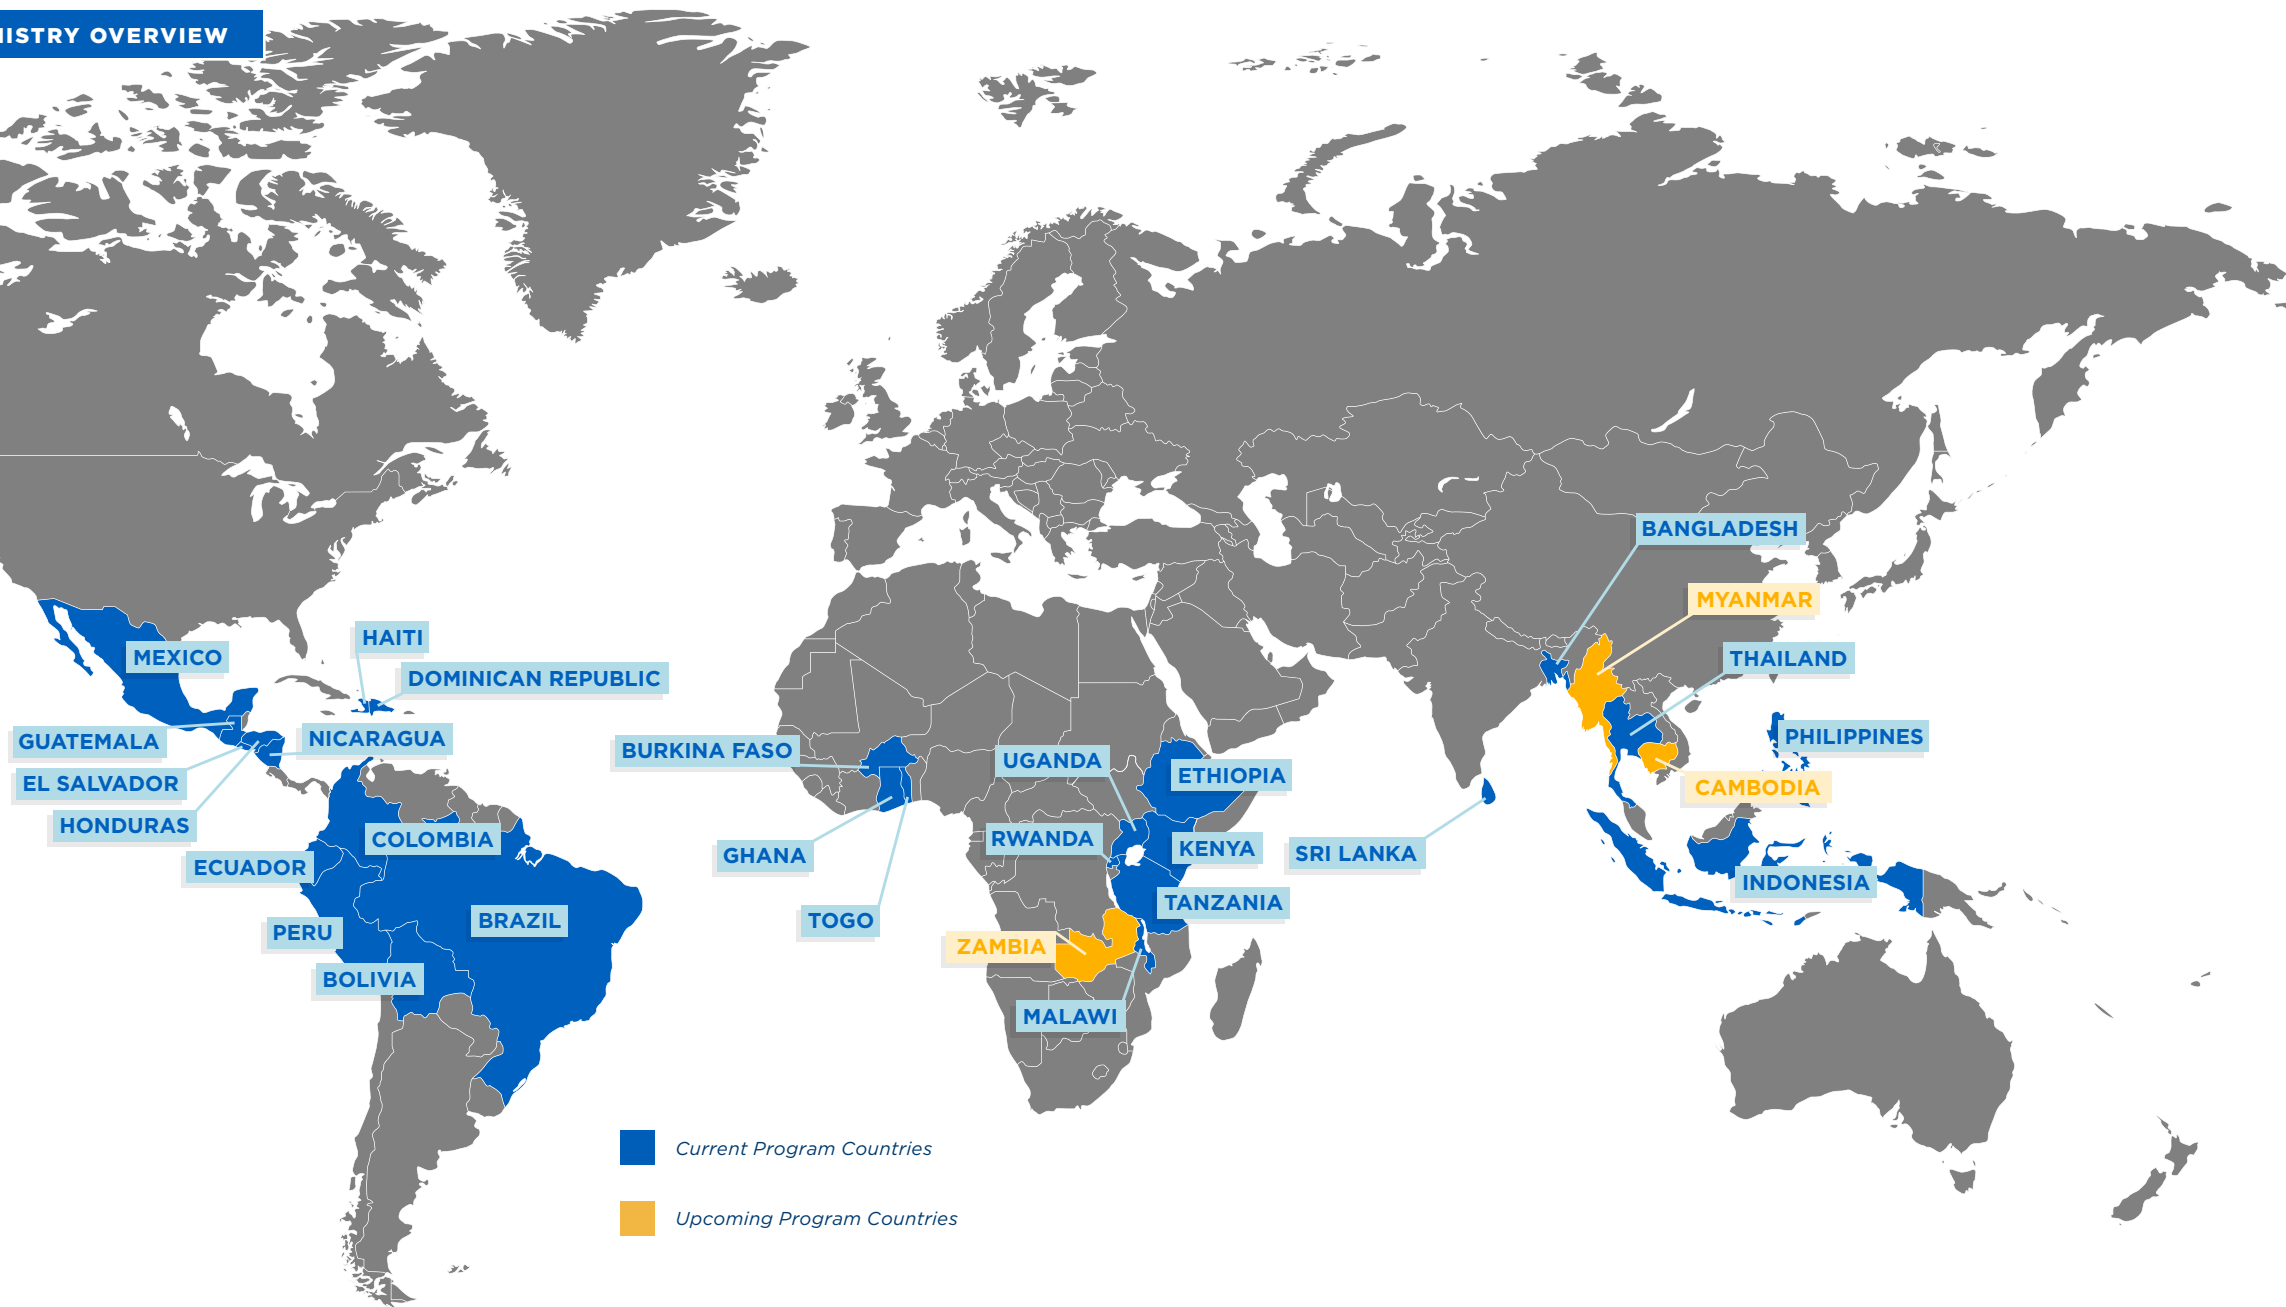 ISTRY OVERVIEW
BANGLADESH
MYANMAR
HAITI
MEXICO
THAILAND
DOMINICAN REPUBLIC
GUATEMALA
NICARAGUA
PHILIPPINES
BURKINA FASO
UGANDA
ETHIOPIA
EL SALVADOR
CAMBODIA
HONDURAS
COLOMBIA
RWANDA
KENYA
GHANA
SRI LANKA
ECUADOR
INDONESIA
TANZANIA
BRAZIL
TOGO
PERU
ZAMBIA
BOLIVIA
MALAWI
Current Program Countries
Upcoming Program Countries